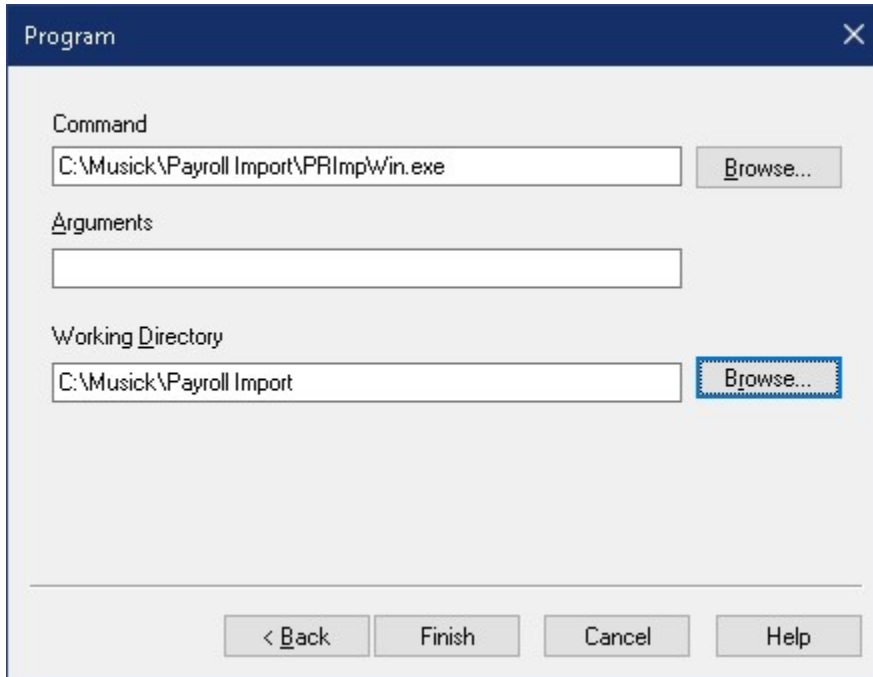 Program
Command
C:\Musick\Payroll Import\PRImpWin.exe
Browse...
Arguments
Working Directory
C:\Musick\Payroll Import
Browse...
< Back
Finish
Cancel
Help